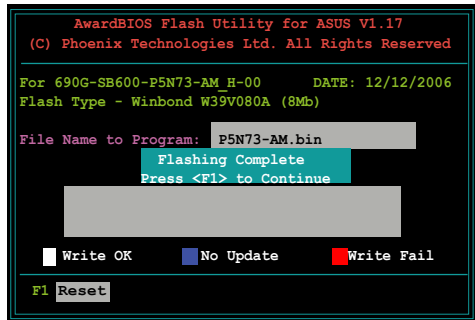 AwardBIOS Flash Utility for ASUS V1.17
(C) Phoenix Technologies Ltd. All Rights Reserved
For 690G-SB600-P5N73-AM_H-00 DATE: 12/12/2006
Flash Type - Winbond W39V080A (8Mb)
File Name to Program: P5N73-AM.bin
Flashing Complete
Press <F1> to Continue
Write OK No Update Write Fail
F1 Reset